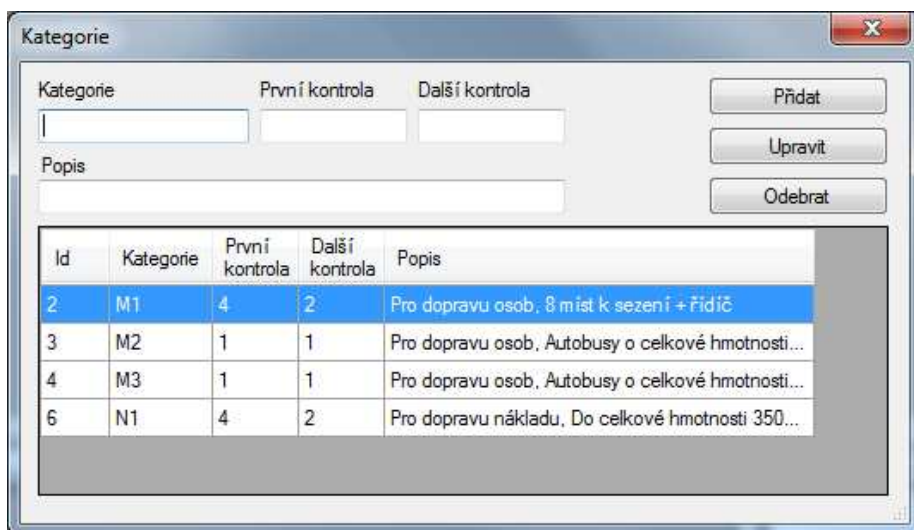 Kategorie
Kategorie První kontrola Další kontrola Přidat
Upravit
Popis
Odebrat
Id Kategorie První kontrola Další kontrola Popis
2 M1 4 2 Pro dopravu osob, 8 míst k sezení + řidíč
3 M2 1 1 Pro dopravu osob, Autobusy o celkové hmotnosti...
4 M3 1 1 Pro dopravu osob, Autobusy o celkové hmotnosti...
6 N1 4 2 Pro dopravu nákladu, Do celkové hmotnosti 350...